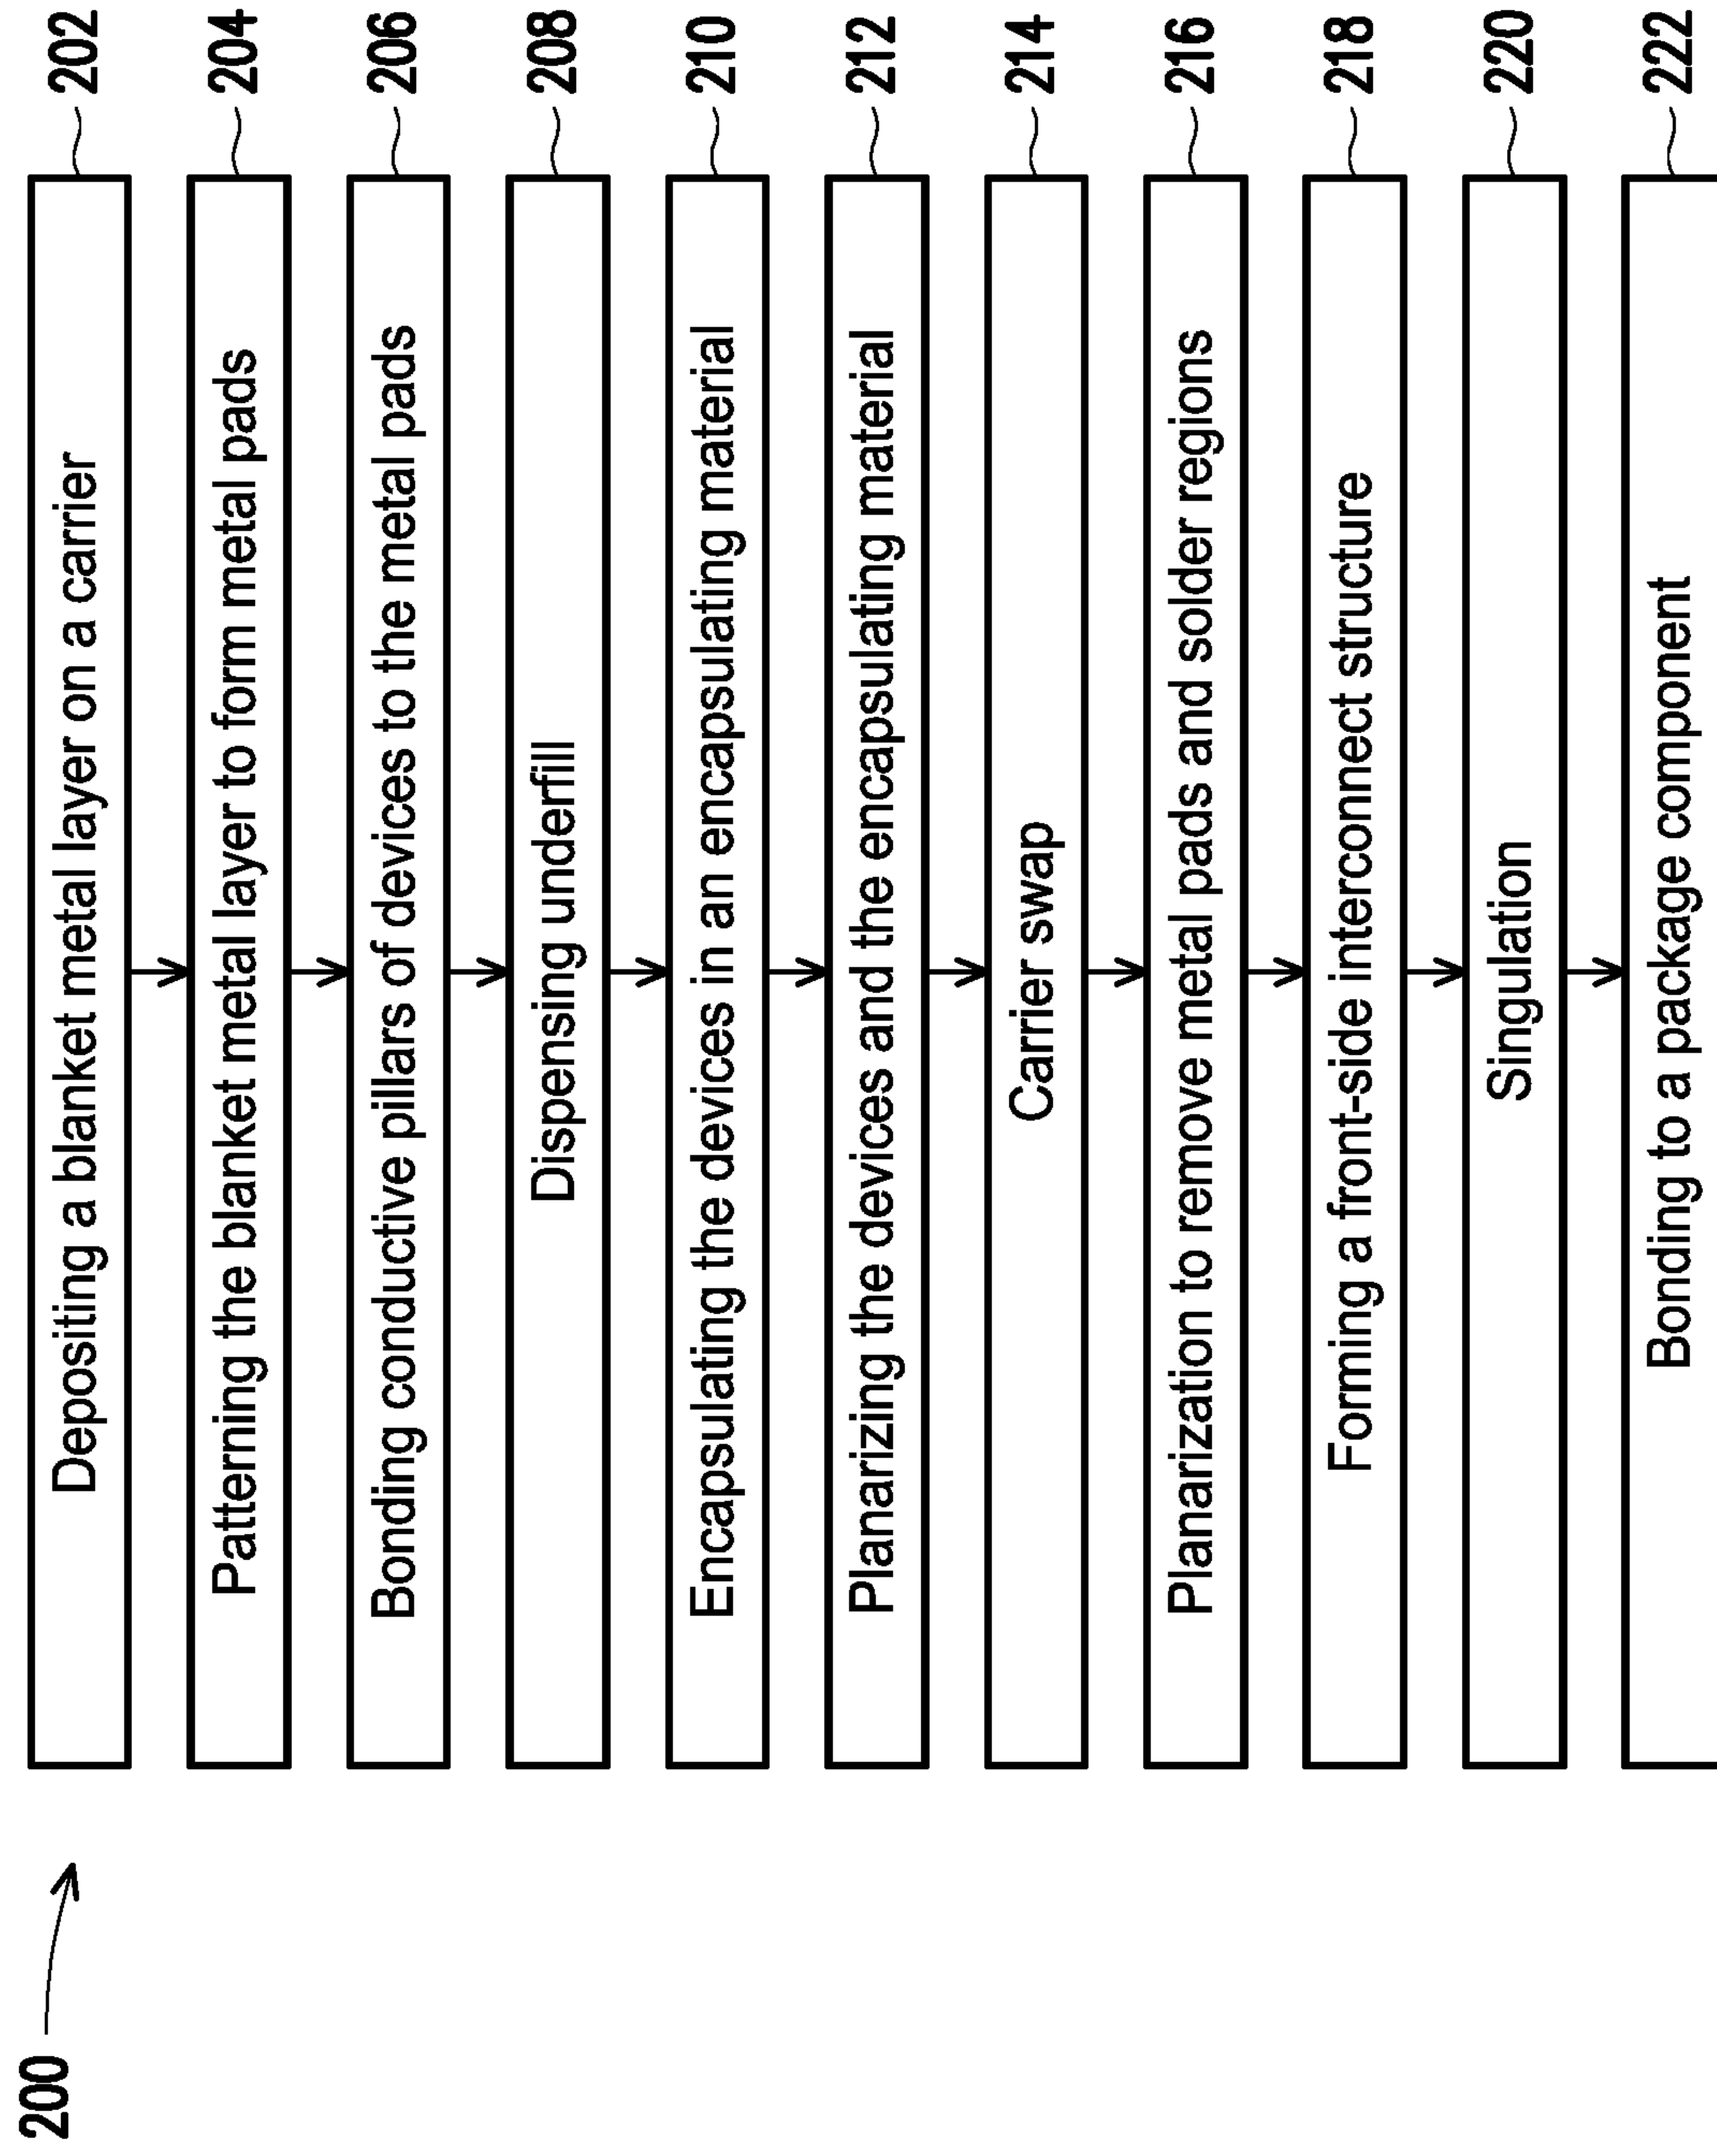 200
Depositing a blanket metal layer on a carrier 202
Patterning the blanket metal layer to form metal pads 204
Bonding conductive pillars of devices to the metal pads 206
Dispensing underfill 208
Encapsulating the devices in an encapsulating material 210
Planarizing the devices and the encapsulating material 212
Carrier swap 214
Planarization to remove metal pads and solder regions 216
Forming a front-side interconnect structure 218
Singulation 220
Bonding to a package component 222